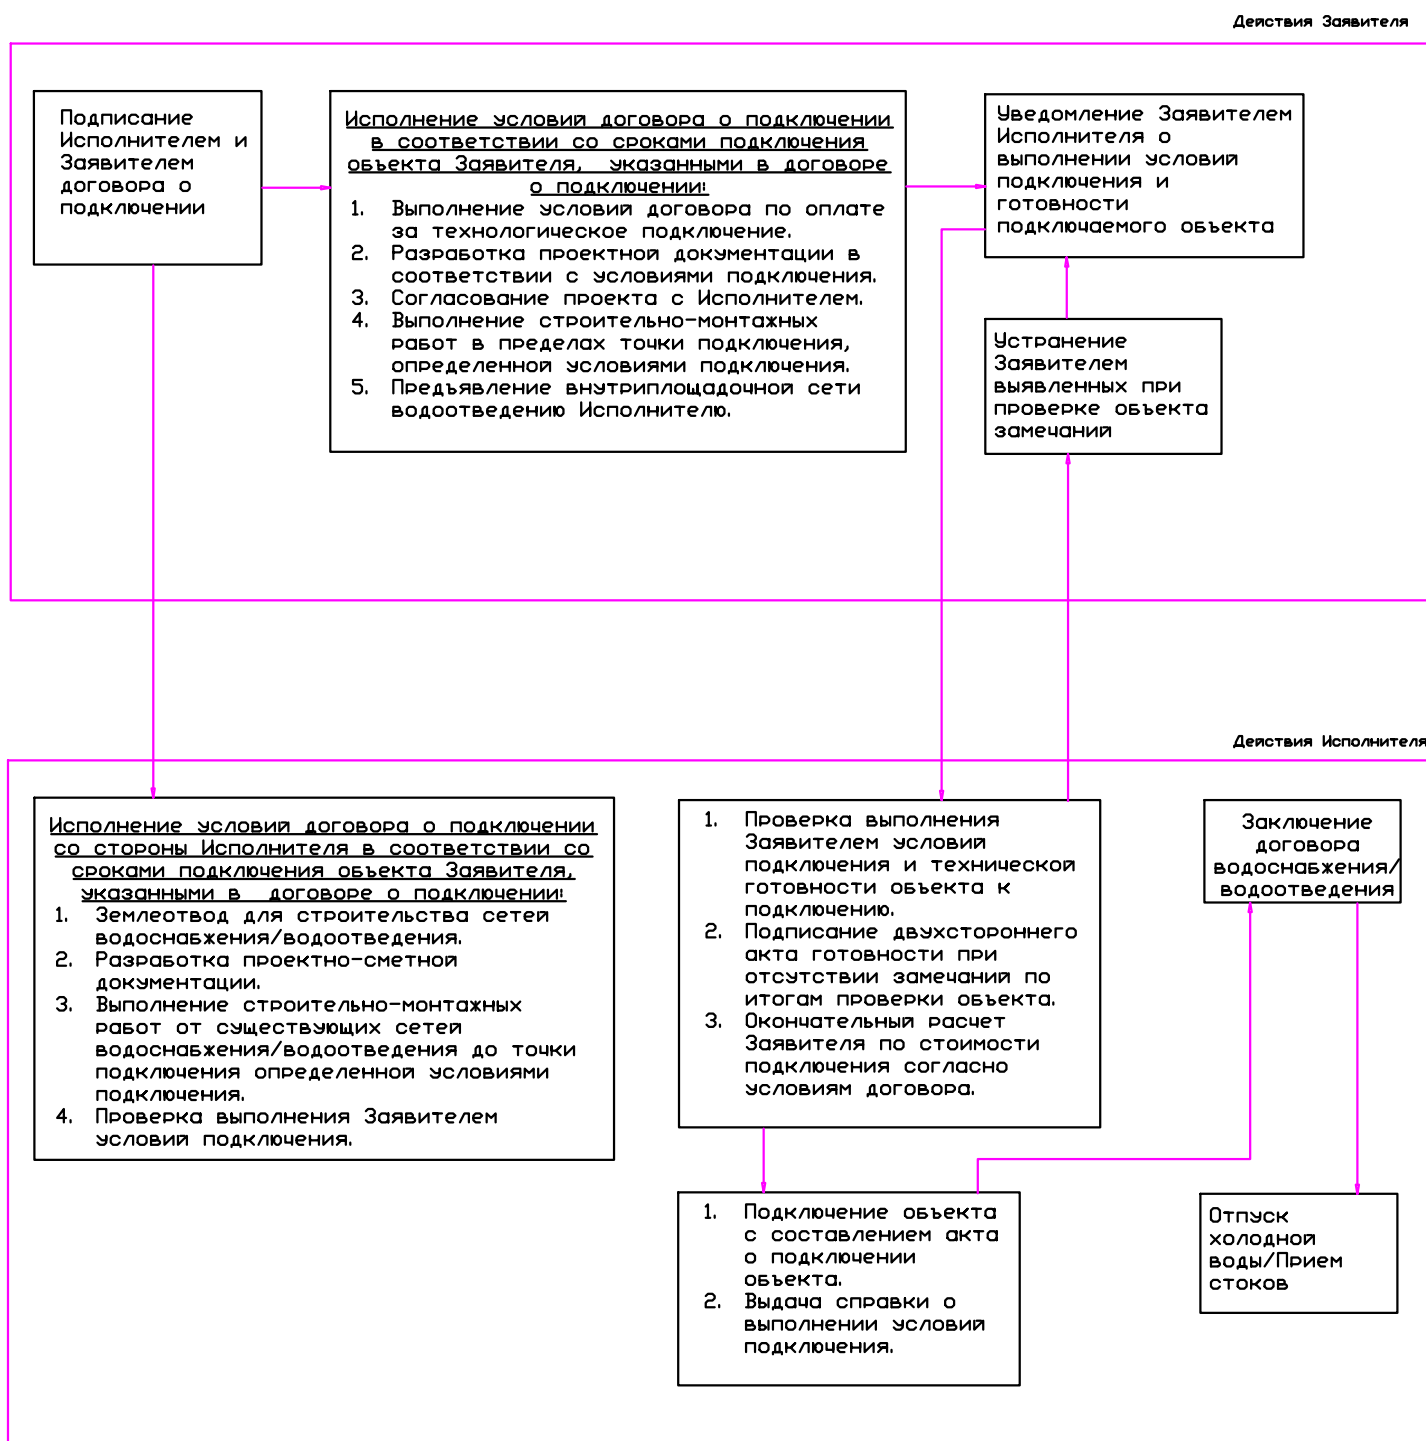 Действия Заявителя
Подписание
Исполнителем и
Заявителем
договора о
подключении
Исполнение условий договора о подключении
в соответствии со сроками подключения
объекта Заявителя, указанными в договоре
о подключении:
1. Выполнение условий договора по оплате
за технологическое подключение.
2. Разработка проектной документации в
соответствии с условиями подключения.
3. Согласование проекта с Исполнителем.
4. Выполнение строительно-монтажных
работ в пределах точки подключения,
определенной условиями подключения.
5. Предъявление внутриплощадочной сети
водоотведению Исполнителю.
Уведомление Заявителем
Исполнителя о
выполнении условий
подключения и
готовности
подключаемого объекта
Устранение
Заявителем
выявленных при
проверке объекта
замечаний
Действия Исполнителя
Исполнение условий договора о подключении
со стороны Исполнителя в соответствии со
сроками подключения объекта Заявителя,
указанными в договоре о подключении:
1. Землеотвод для строительства сетей
водоснабжения/водоотведения.
2. Разработка проектно-сметной
документации.
3. Выполнение строительно-монтажных
работ от существующих сетей
водоснабжения/водоотведения до точки
подключения определенной условиями
подключения.
4. Проверка выполнения Заявителем
условий подключения.
1. Проверка выполнения
Заявителем условий
подключения и технической
готовности объекта к
подключению.
2. Подписание двухстороннего
акта готовности при
отсутствии замечаний по
итогам проверки объекта.
3. Окончательный расчет
Заявителя по стоимости
подключения согласно
условиям договора.
Заключение
договора
водоснабжения/
водоотведения
1. Подключение объекта
с составлением акта
о подключении
объекта.
2. Выдача справки о
выполнении условий
подключения.
Отпуск
холодной
воды/Прием
стоков